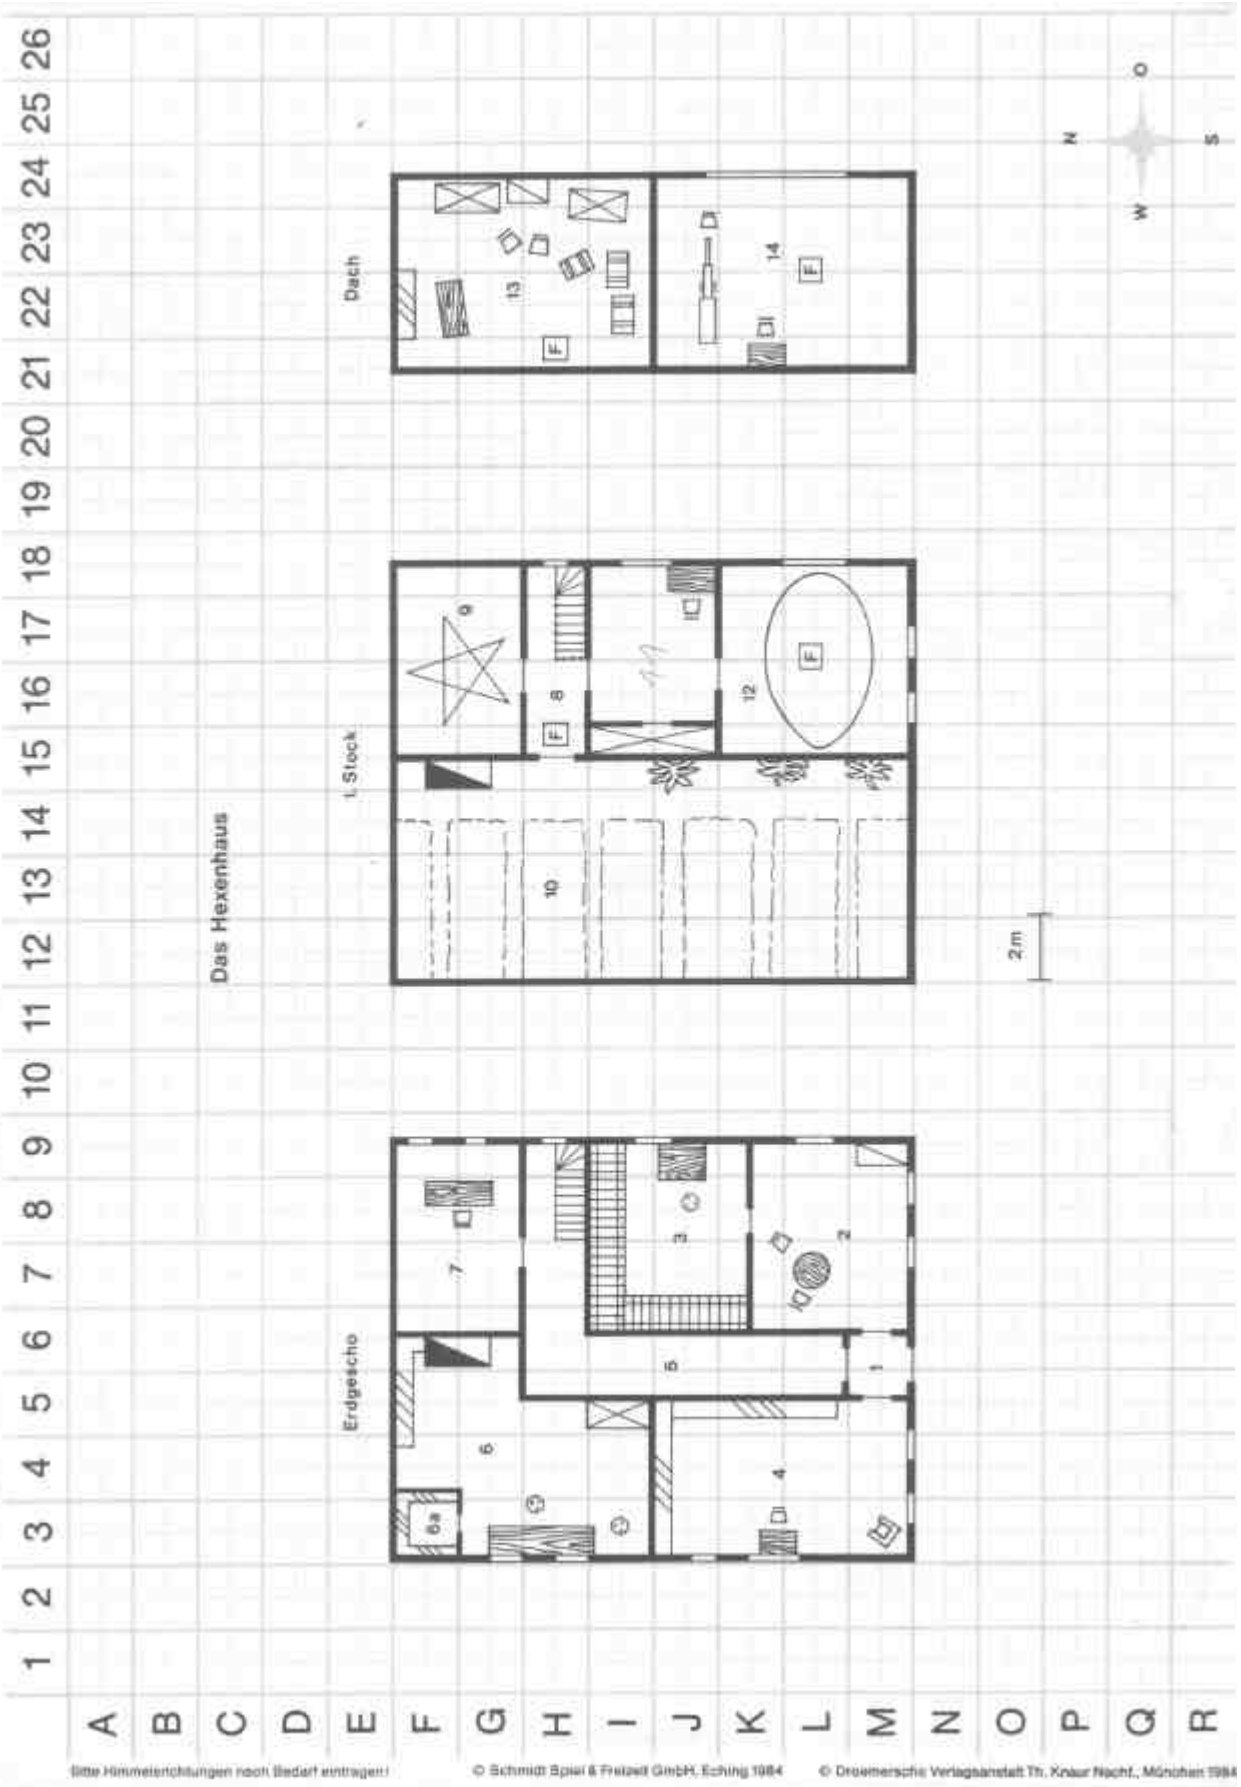 Das Hexenhaus
Erdgescho
1. Stock
Dach
1 2 3 4 5 6 7 8 9 10 11 12 13 14 15 16 17 18 19 20 21 22 23 24 25 26
A
B
C
D
E
F
G
H
I
J
K
L
M
N
O
P
Q
R
7
6a
6
5
3
4
2
1
9
8
F
10
11
12
F
13
F
14
F
2m
N
W
O
S
Bitte Himmelsrichtungen nach Bedarf eintragen!
© Schmidt Spiel & Freizeit GmbH, Eching 1984
© Droemersche Verlagsanstalt Th. Knaur Nachf., München 1984